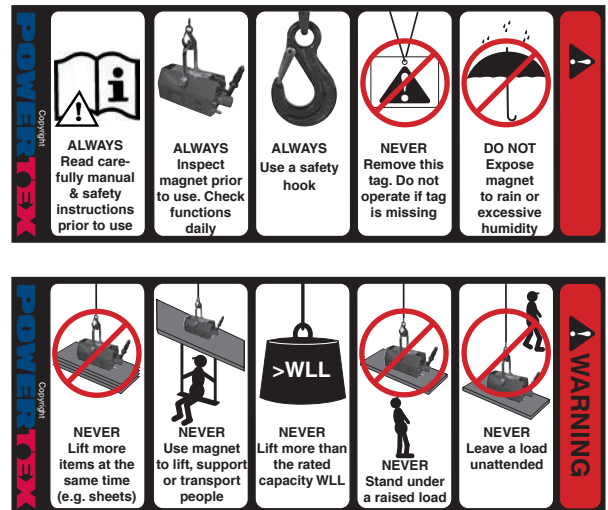 POWERTEX
Copyright
ALWAYS
Read care-
fully manual
& safety
instructions
prior to use
ALWAYS
Inspect
magnet prior
to use. Check
functions
daily
ALWAYS
Use a safety
hook
NEVER
Remove this
tag. Do not
operate if tag
is missing
DO NOT
Expose
magnet
to rain or
excessive
humidity
POWERTEX
Copyright
NEVER
Lift more
items at the
same time
(e.g. sheets)
NEVER
Use magnet
to lift, support
or transport
people
>WLL
NEVER
Lift more than
the rated
capacity WLL
NEVER
Stand under
a raised load
NEVER
Leave a load
unattended
WARNING